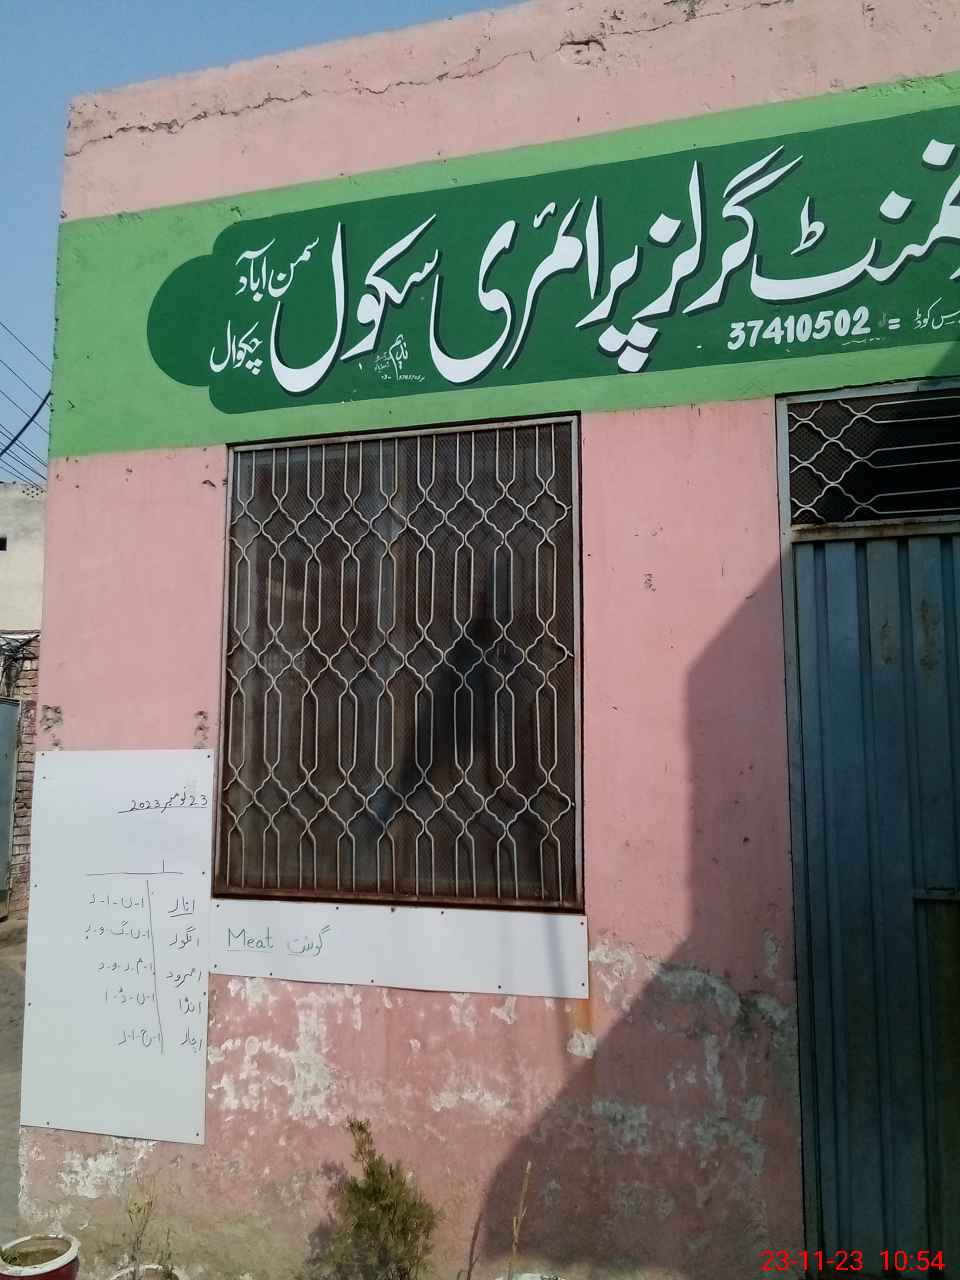 نمنٹ گرلز پرائمری سکول
سمن آباد
چکوال
37410502 =
23 نومبر 2023
ا
انار ا-ن-ا-ر
انگور ا-ن-گ-و-ر
امرود ا-م-ر-و-د
انڈا ا-ن-ڈ-ا
اچار ا-چ-ا-ر
Meat گوشت
23-11-23 10:54